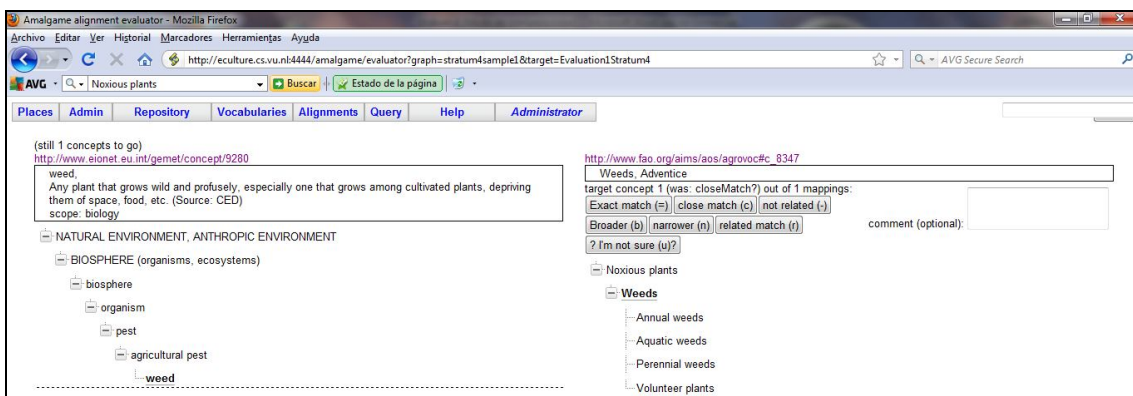 Amalgame alignment evaluator - Mozilla Firefox
Archivo Editar Ver Historial Marcadores Herramientas Ayuda
http://eculture.cs.vu.nl:4444/amalgame/evaluator?graph=stratum4sample1&target=Evaluation1Stratum4
AVG Secure Search
AVG Noxious plants Buscar Estado de la página
Places Admin Repository Vocabularies Alignments Query Help Administrator
(still 1 concepts to go)
http://www.eionet.eu.int/gemet/concept/9280
weed,
Any plant that grows wild and profusely, especially one that grows among cultivated plants, depriving
them of space, food, etc. (Source: CED)
scope: biology
NATURAL ENVIRONMENT, ANTHROPIC ENVIRONMENT
BIOSPHERE (organisms, ecosystems)
biosphere
organism
pest
agricultural pest
weed
http://www.fao.org/aims/aos/agrovoc#c_8347
Weeds, Adventice
target concept 1 (was: closeMatch?) out of 1 mappings:
Exact match (=) close match (c) not related (-)
Broader (b) narrower (n) related match (r)
comment (optional):
? I'm not sure (u)?
Noxious plants
Weeds
Annual weeds
Aquatic weeds
Perennial weeds
Volunteer plants